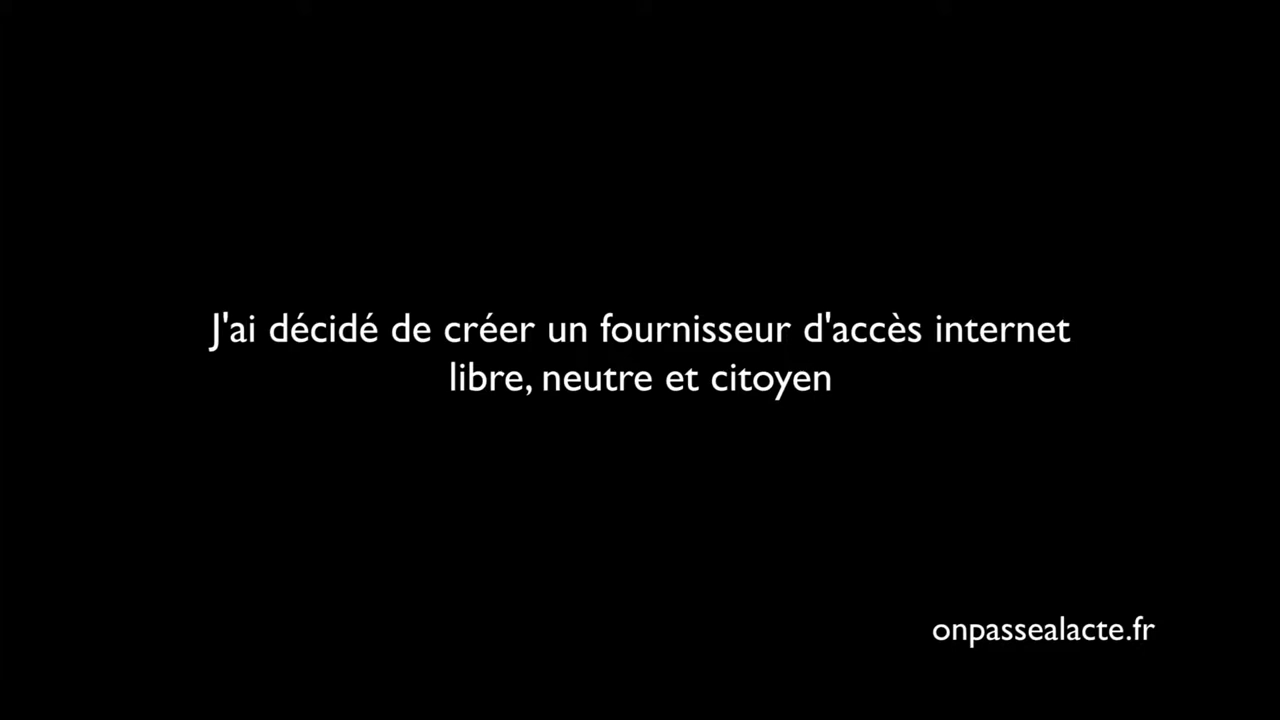 J'ai décidé de créer un fournisseur d'accès internet
libre, neutre et citoyen
onpassealacte.fr